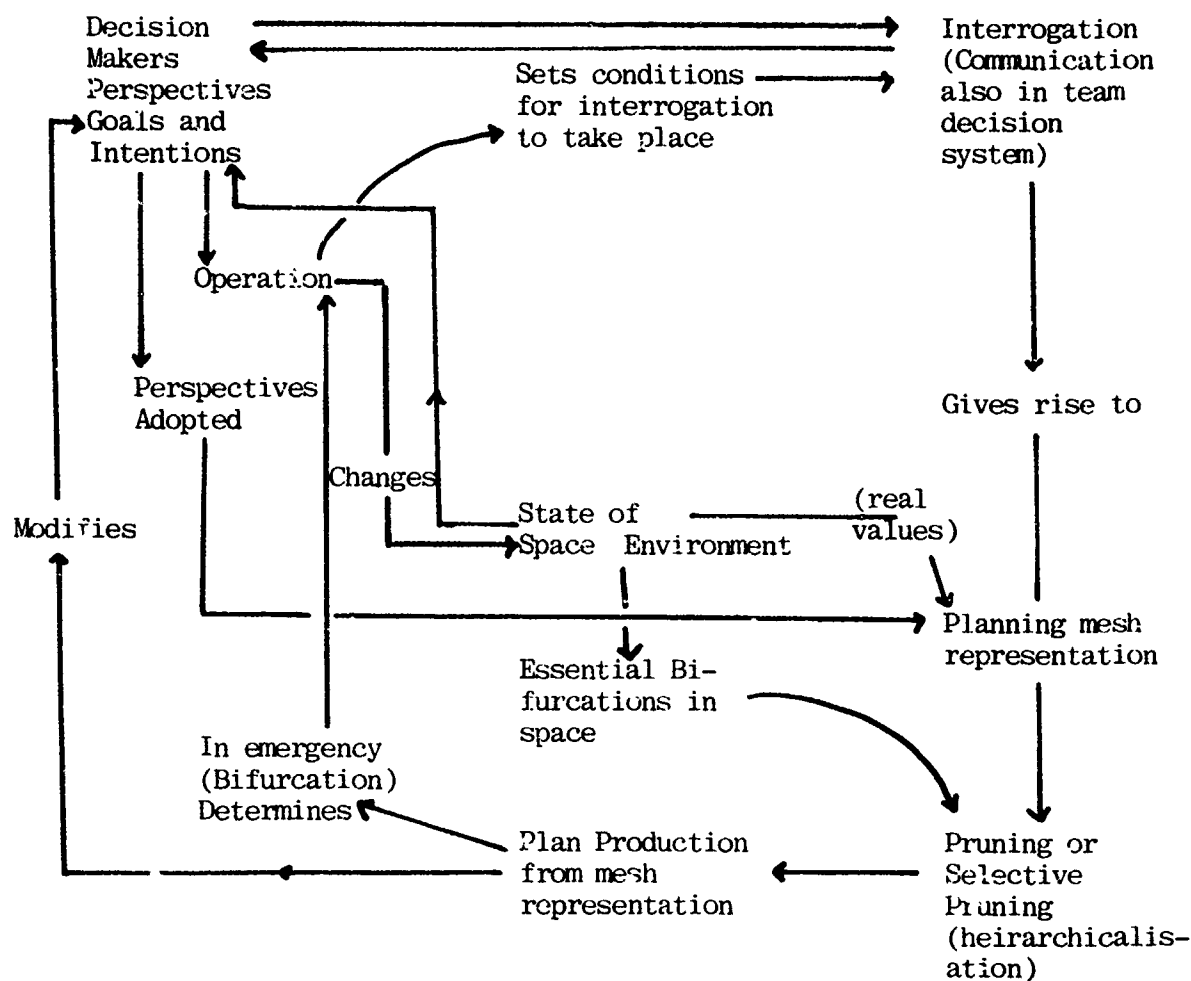 Decision
Makers
Perspectives
Goals and
Intentions
Interrogation
(Communication
also in team
decision
system)
Sets conditions
for interrogation
to take place
Operation
Perspectives
Adopted
Gives rise to
Changes
Modifies
State of
Space Environment
(real
values)
Planning mesh
representation
Essential Bi-
furcations in
space
In emergency
(Bifurcation)
Determines
Plan Production
from mesh
representation
Pruning or
Selective
Pruning
(heirarchicalis-
ation)